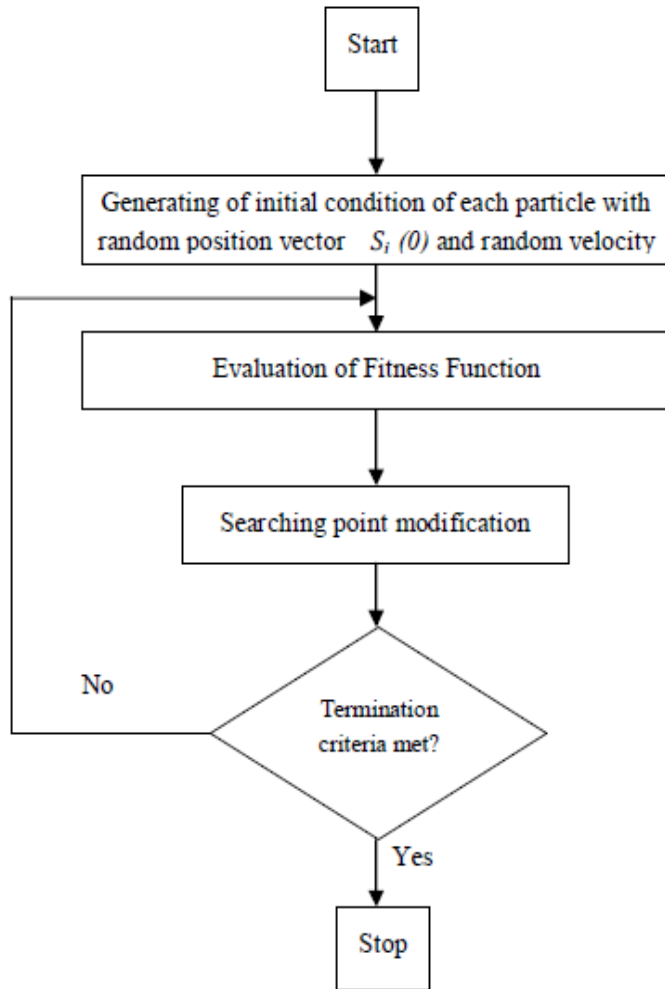 Start
Generating of initial condition of each particle with
random position vector Sᵢ (0) and random velocity
Evaluation of Fitness Function
Searching point modification
No
Termination
criteria met?
Yes
Stop